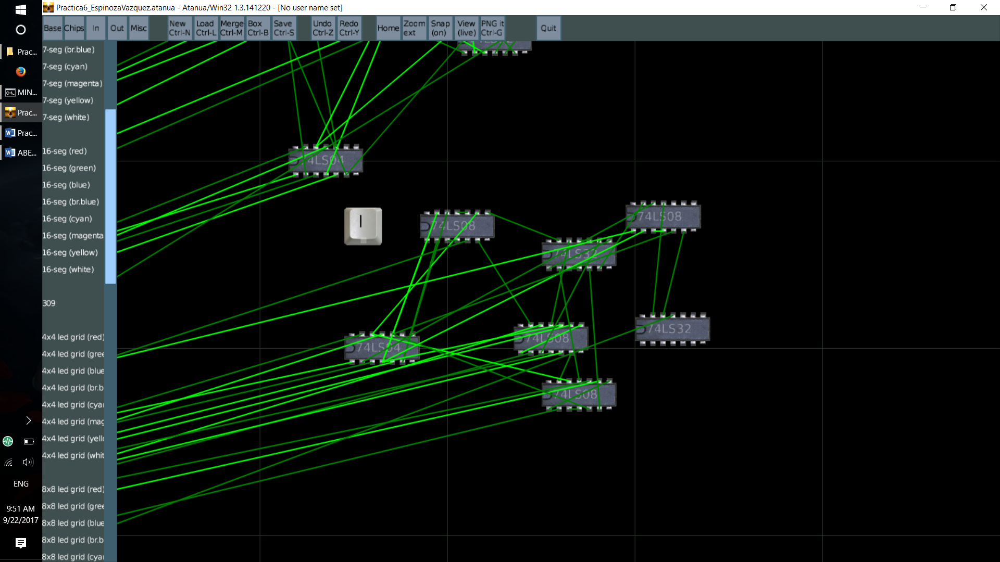 Practica6_EspinozaVazquez.atanua - Atanua/Win32 1.3.141220 - [No user name set]
Base Chips In Out Misc
New Ctrl-N
Load Ctrl-L
Merge Ctrl-M
Box Ctrl-B
Save Ctrl-S
Undo Ctrl-Z
Redo Ctrl-Y
Home
Zoom ext
Snap (on)
View (live)
PNG it Ctrl-G
Quit
Prac...
MIN...
Prac...
Prac...
ABE...
ENG
9:51 AM
9/22/2017
7-seg (br.blue)
7-seg (cyan)
7-seg (magenta)
7-seg (yellow)
7-seg (white)
16-seg (red)
16-seg (green)
16-seg (blue)
16-seg (br.blue)
16-seg (cyan)
16-seg (magenta
16-seg (yellow)
16-seg (white)
309
4x4 led grid (red)
4x4 led grid (gree
4x4 led grid (blue
4x4 led grid (br.b
4x4 led grid (cyan
4x4 led grid (mag
4x4 led grid (yello
4x4 led grid (whit
8x8 led grid (red)
8x8 led grid (gree
8x8 led grid (blue
8x8 led grid (br.b
8x8 led grid (cyan
74LS04
74LS08
74LS08
74LS32
74LS32
74LS04
74LS08
74LS08